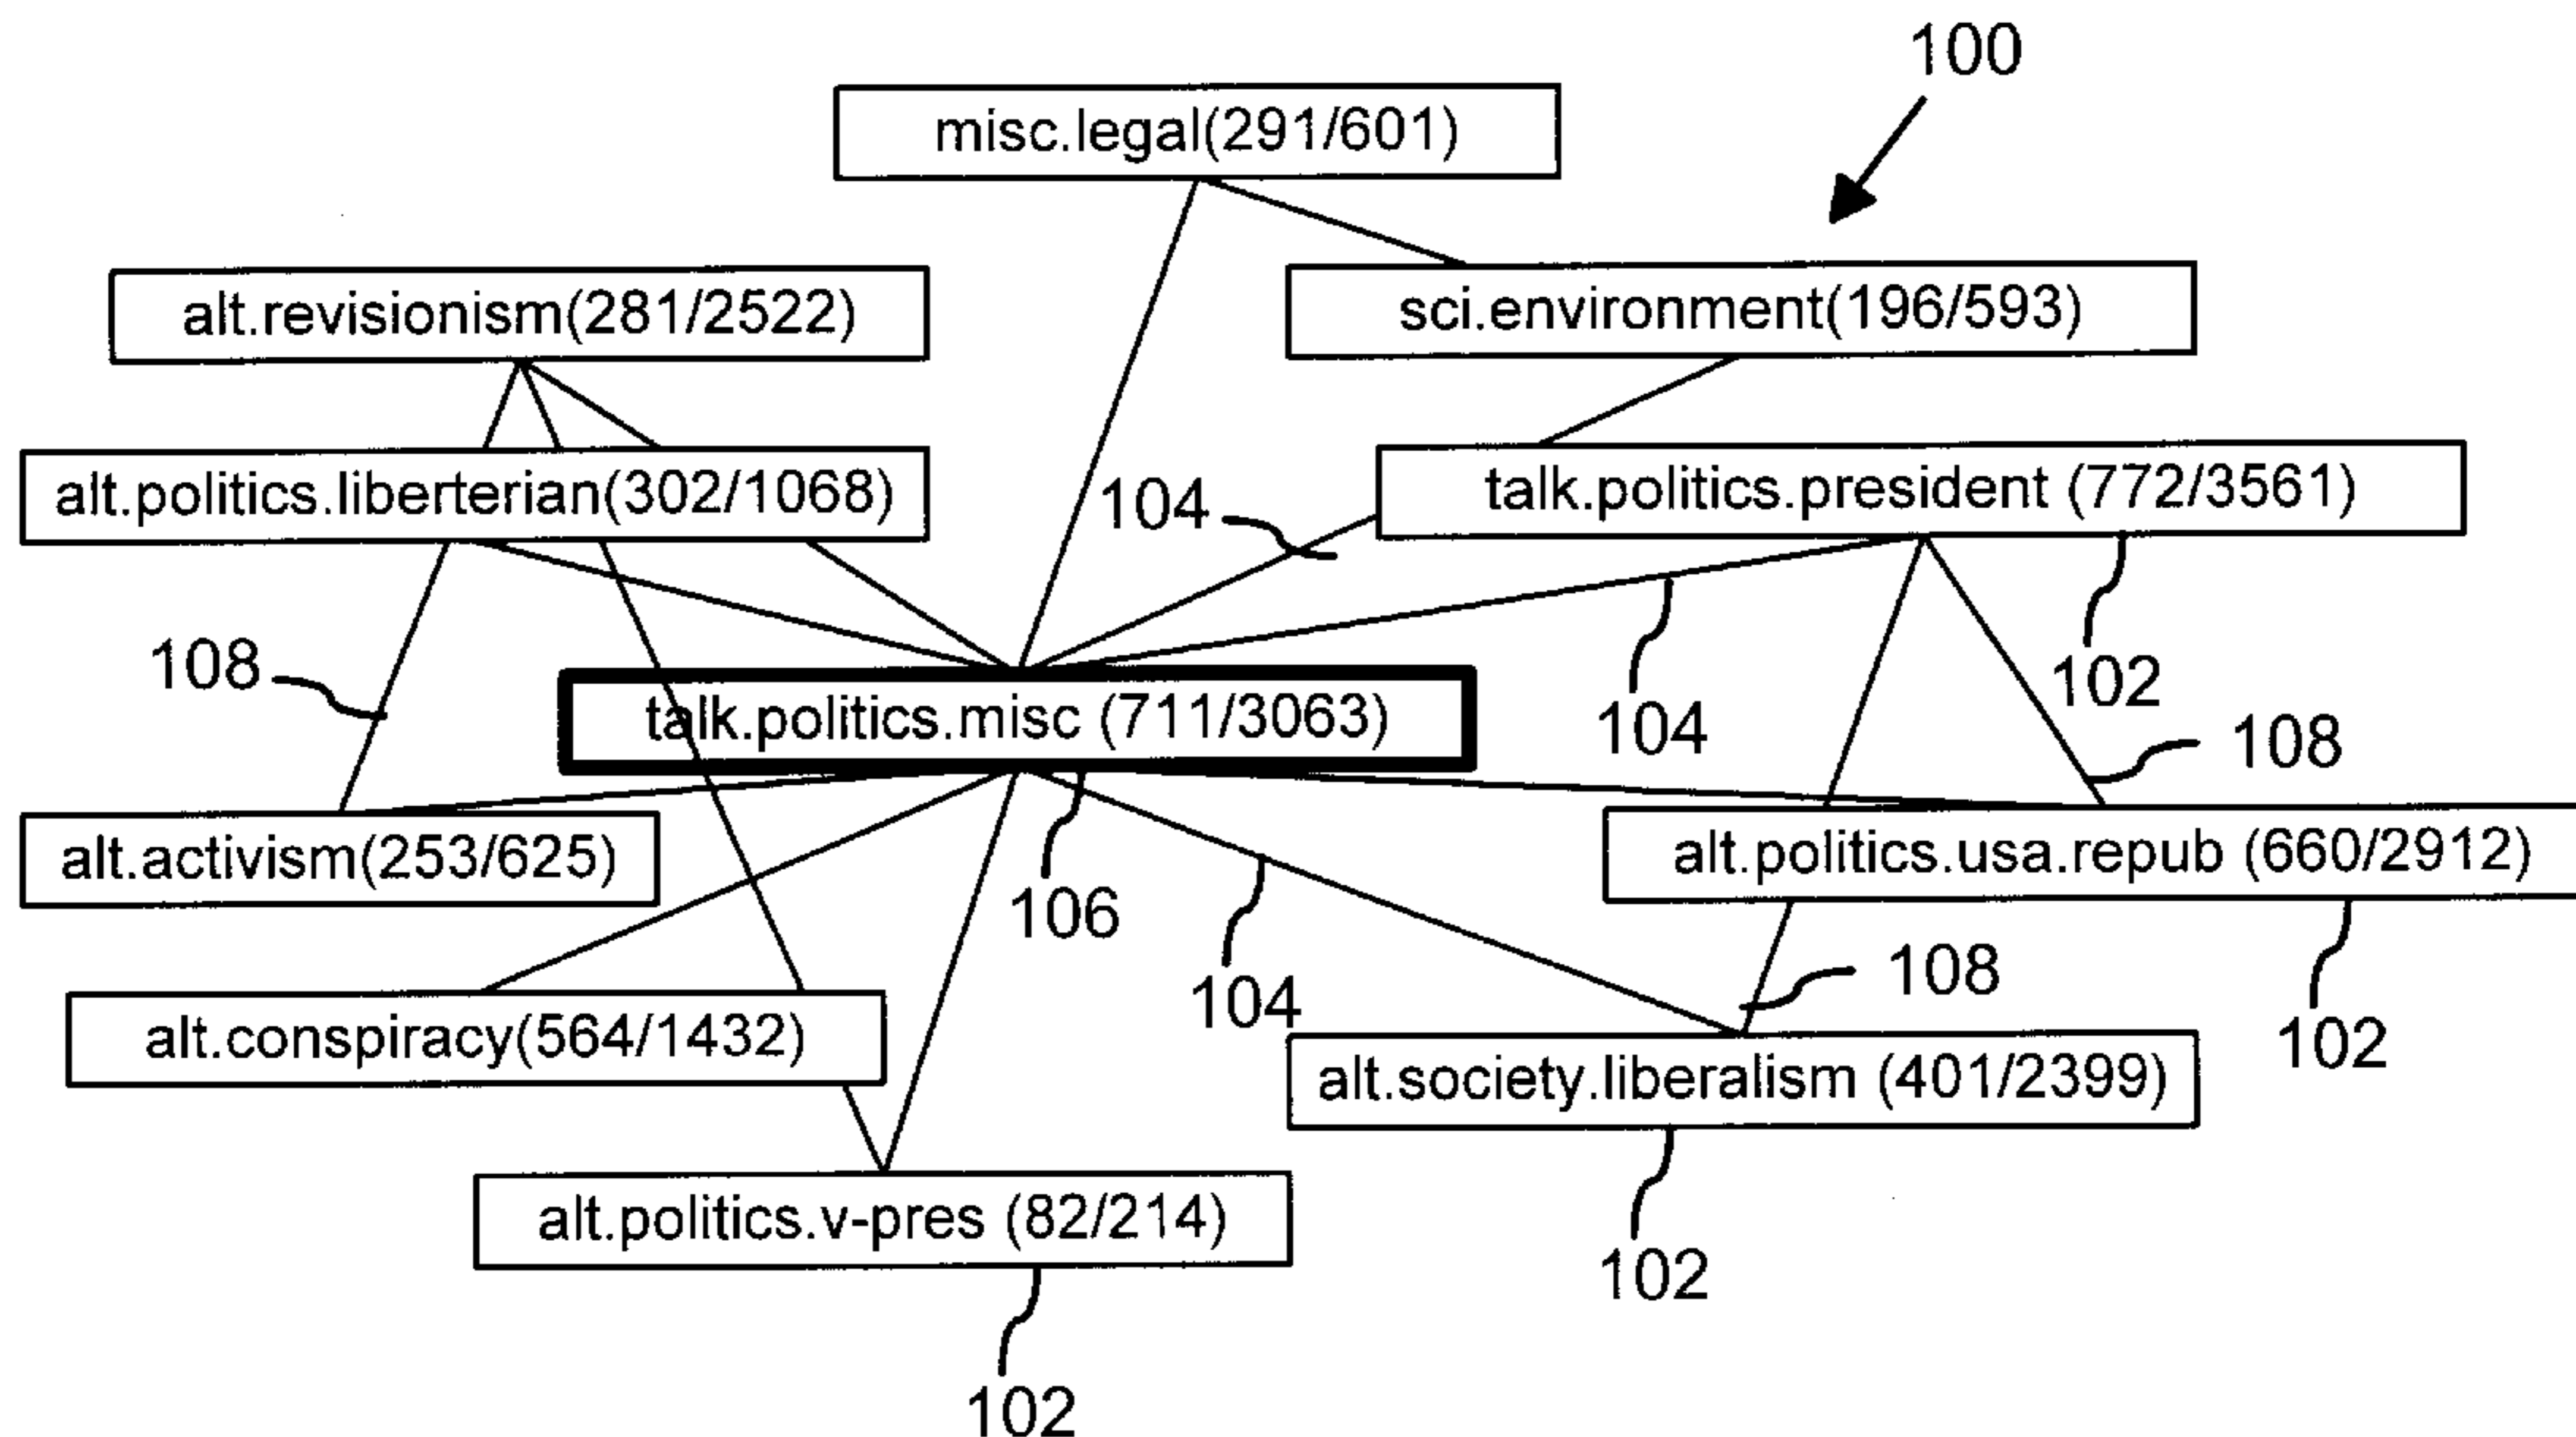 100
misc.legal(291/601)
alt.revisionism(281/2522)
sci.environment(196/593)
alt.politics.liberterian(302/1068)
104
talk.politics.president (772/3561)
108
talk.politics.misc (711/3063)
104
102
108
alt.activism(253/625)
106
alt.politics.usa.repub (660/2912)
104
108
102
alt.conspiracy(564/1432)
alt.society.liberalism (401/2399)
alt.politics.v-pres (82/214)
102
102